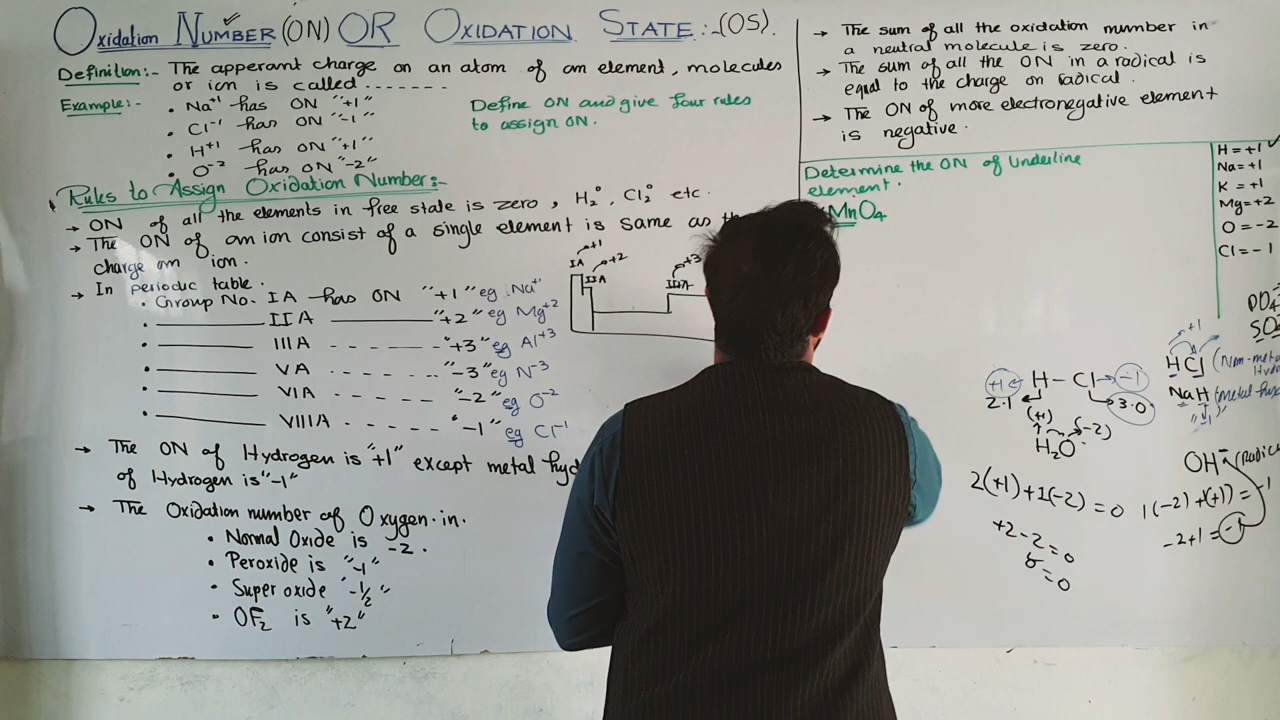 Oxidation NUMBER (ON) OR OXIDATION STATE:-(OS).
Definition:- The apperant charge on an atom of an element, molecules
or ion is called .......
Example:-
• Na⁺¹ has ON "+1"
• Cl⁻¹ has ON "-1"
• H⁺¹ has ON "+1"
• O⁻² has ON "-2"
Define ON and give four rules
to assign ON.
Rules to Assign Oxidation Number:-
→ ON of all the elements in free state is zero, H₂°, Cl₂° etc.
→ The ON of an ion consist of a single element is same as
charge on ion.
→ In periodic table.
• Group No. IA has ON "+1" eg Na⁺¹
• ——— IIA ——— "+2" eg Mg⁺²
• ——— IIIA - - - - - - "+3" eg Al⁺³
• ——— VA - - - - - - "-3" eg N⁻³
• ——— VIA - - - - - - "-2" eg O⁻²
• ——— VIIIA - - - - - - "-1" eg Cl⁻¹
IA → +1
IIA → +2
IIIA → +3
→ The ON of Hydrogen is "+1" except metal
of Hydrogen is "-1"
→ The Oxidation number of Oxygen in.
• Normal Oxide is -2.
• Peroxide is "-1"
• Super oxide "-1/2"
• OF₂ is "+2"
→ The sum of all the oxidation number in
a neutral molecule is zero.
→ The sum of all the ON in a radical is
equal to the charge on radical.
→ The ON of more electronegative element
is negative.
Determine the ON of Underline
element.
MnO₄
H = +1
Na = +1
K = +1
Mg = +2
O = -2
Cl = -1
+1
HCl
NaH
"-1"
H – Cl → -1
2.1
3.0
(+1) (-2)
H₂O
2(+1)+1(-2) = 0
+2-2 = 0
= 0
OH⁻
1(-2)+(+1) = -1
-2+1 = -1